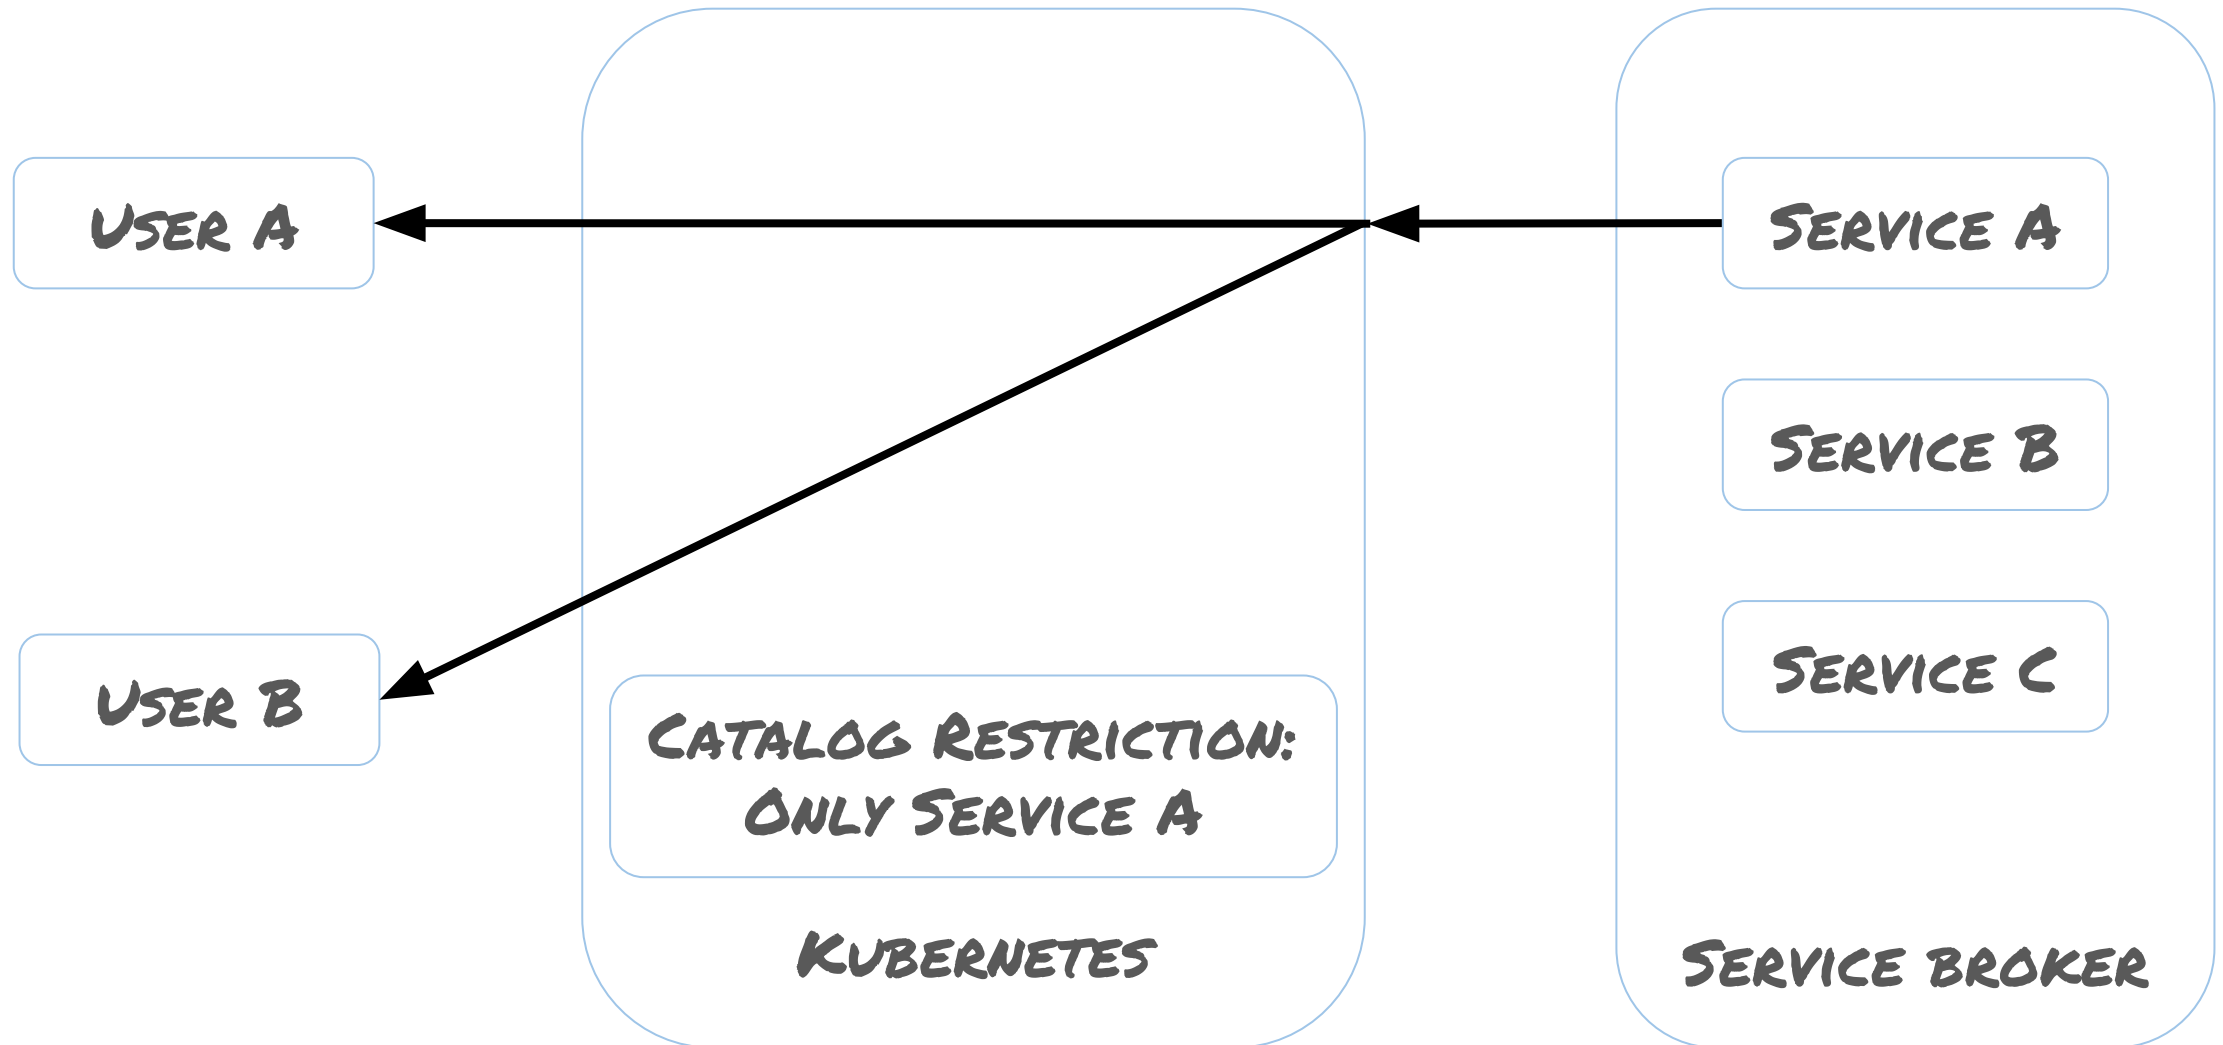 User A
Service A
Service B
User B
Service C
Catalog Restriction:
Only Service A
Kubernetes
Service broker